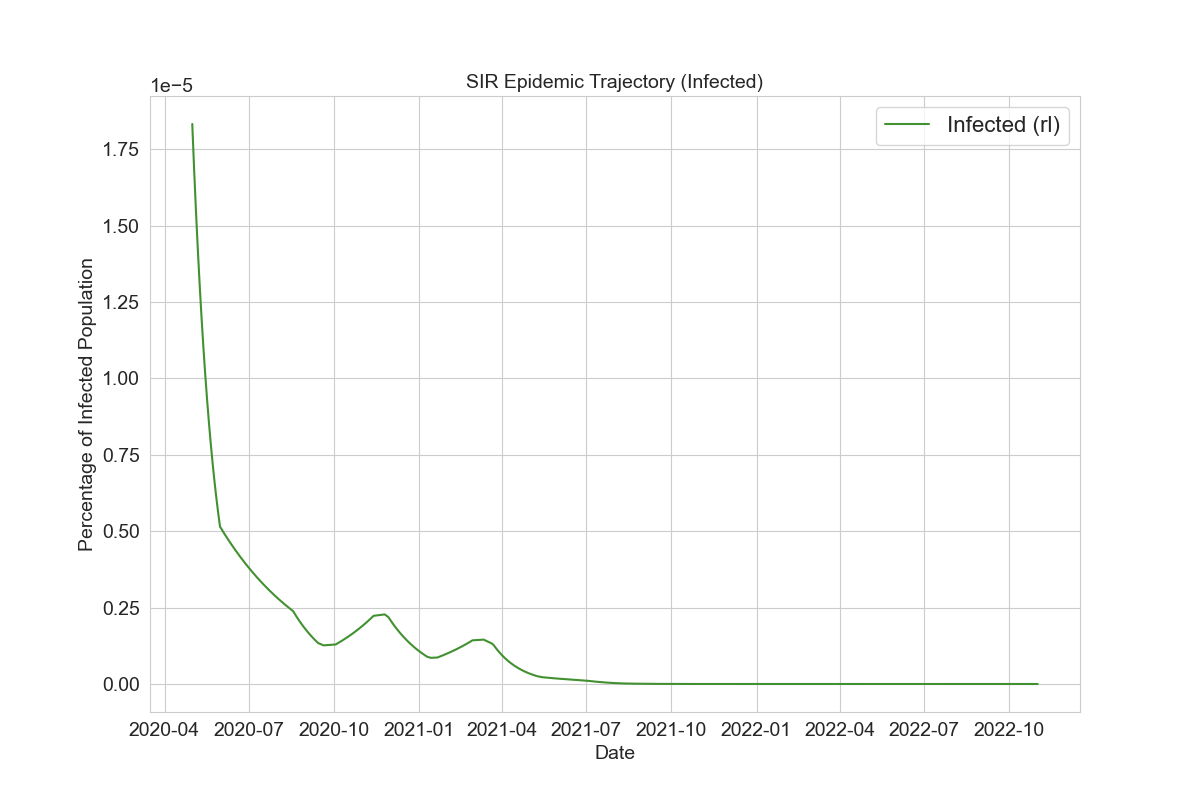 SIR Epidemic Trajectory (Infected)
1e−5
Infected (rl)
Percentage of Infected Population
1.75
1.50
1.25
1.00
0.75
0.50
0.25
0.00
2020-04 2020-07 2020-10 2021-01 2021-04 2021-07 2021-10 2022-01 2022-04 2022-07 2022-10
Date